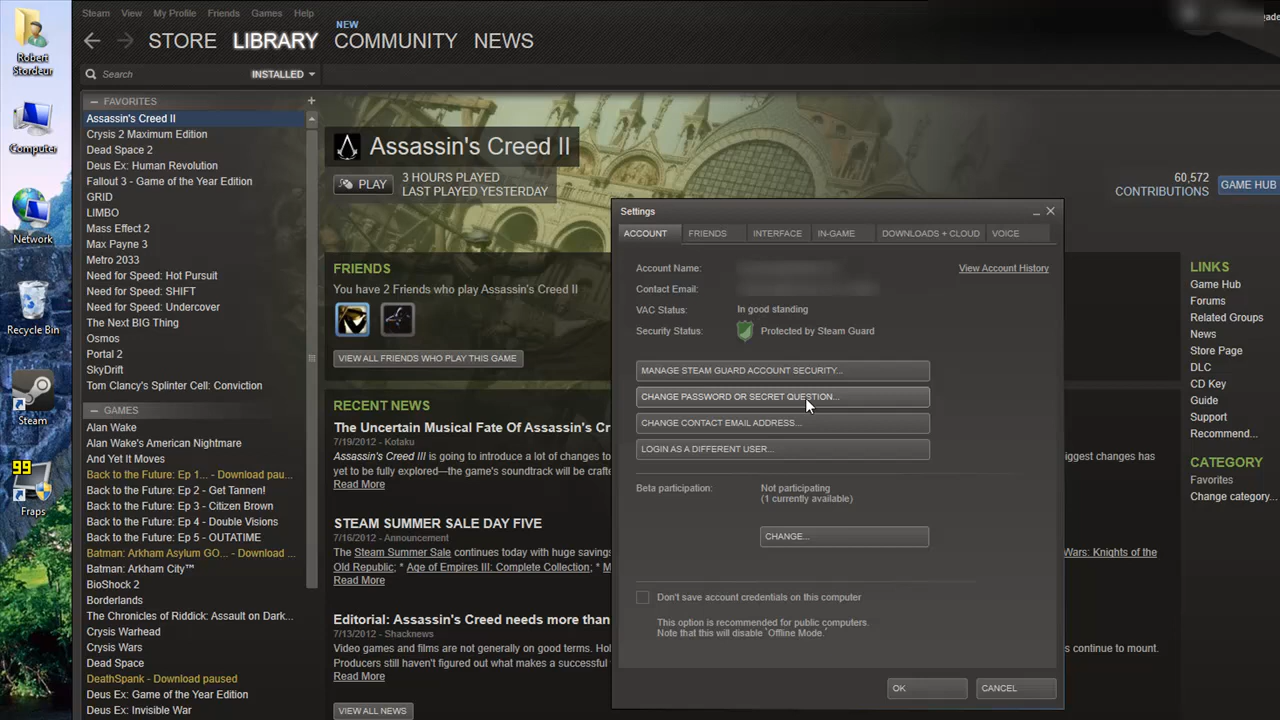 Robert
Stordeur
Computer
Network
Recycle Bin
Steam
99
Fraps
Steam View My Profile Friends Games Help
STORE LIBRARY NEW COMMUNITY NEWS
Search INSTALLED
FAVORITES +
Assassin's Creed II
Crysis 2 Maximum Edition
Dead Space 2
Deus Ex: Human Revolution
Fallout 3 - Game of the Year Edition
GRID
LIMBO
Mass Effect 2
Max Payne 3
Metro 2033
Need for Speed: Hot Pursuit
Need for Speed: SHIFT
Need for Speed: Undercover
The Next BIG Thing
Osmos
Portal 2
SkyDrift
Tom Clancy's Splinter Cell: Conviction
GAMES
Alan Wake
Alan Wake's American Nightmare
And Yet It Moves
Back to the Future: Ep 1... - Download pau...
Back to the Future: Ep 2 - Get Tannen!
Back to the Future: Ep 3 - Citizen Brown
Back to the Future: Ep 4 - Double Visions
Back to the Future: Ep 5 - OUTATIME
Batman: Arkham Asylum GO... - Download ...
Batman: Arkham City™
BioShock 2
Borderlands
The Chronicles of Riddick: Assault on Dark...
Crysis Warhead
Crysis Wars
Dead Space
DeathSpank - Download paused
Deus Ex: Game of the Year Edition
Deus Ex: Invisible War
Assassin's Creed II
PLAY
3 HOURS PLAYED
LAST PLAYED YESTERDAY
60,572
CONTRIBUTIONS
GAME HUB
FRIENDS
You have 2 Friends who play Assassin's Creed II
VIEW ALL FRIENDS WHO PLAY THIS GAME
RECENT NEWS
The Uncertain Musical Fate Of Assassin's Cr
7/19/2012 - Kotaku
Assassin's Creed III is going to introduce a lot of changes to biggest changes has
yet to be fully explored—the game's soundtrack will be craft
Read More
STEAM SUMMER SALE DAY FIVE
7/16/2012 - Announcement
The Steam Summer Sale continues today with huge savings Wars: Knights of the
Old Republic; * Age of Empires III: Complete Collection; * M
Read More
Editorial: Assassin's Creed needs more than
7/13/2012 - Shacknews
Video games and films are not generally on good terms. Hol continue to mount.
Producers still haven't figured out what makes a successful
Read More
VIEW ALL NEWS
Settings
ACCOUNT FRIENDS INTERFACE IN-GAME DOWNLOADS + CLOUD VOICE
Account Name: View Account History
Contact Email:
VAC Status: In good standing
Security Status: Protected by Steam Guard
MANAGE STEAM GUARD ACCOUNT SECURITY...
CHANGE PASSWORD OR SECRET QUESTION...
CHANGE CONTACT EMAIL ADDRESS...
LOGIN AS A DIFFERENT USER...
Beta participation: Not participating
(1 currently available)
CHANGE...
Don't save account credentials on this computer
This option is recommended for public computers.
Note that this will disable `Offline Mode.'
OK CANCEL
LINKS
Game Hub
Forums
Related Groups
News
Store Page
DLC
CD Key
Guide
Support
Recommend...
CATEGORY
Favorites
Change category...